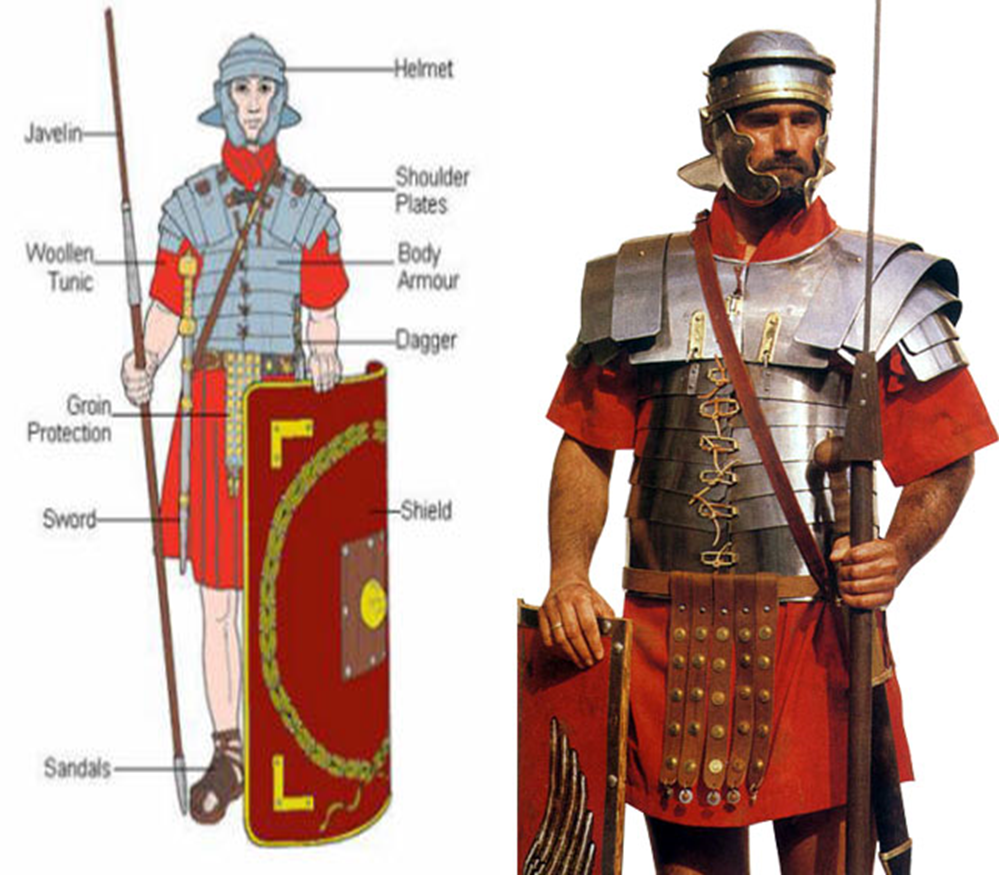 Helmet
Javelin
Shoulder
Plates
Woollen
Tunic
Body
Armour
Dagger
Groin
Protection
Sword
Shield
Sandals